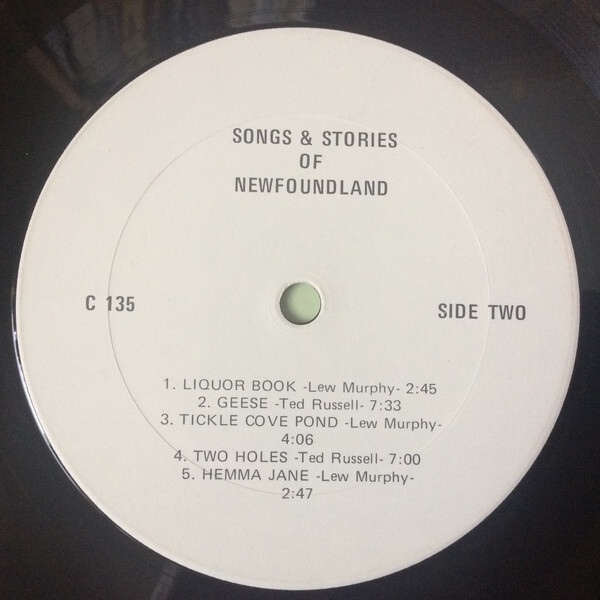 SONGS & STORIES
OF
NEWFOUNDLAND
C 135
SIDE TWO
1. LIQUOR BOOK -Lew Murphy- 2:45
2. GEESE -Ted Russell- 7:33
3. TICKLE COVE POND -Lew Murphy-
4:06
4. TWO HOLES -Ted Russell- 7:00
5. HEMMA JANE -Lew Murphy-
2:47